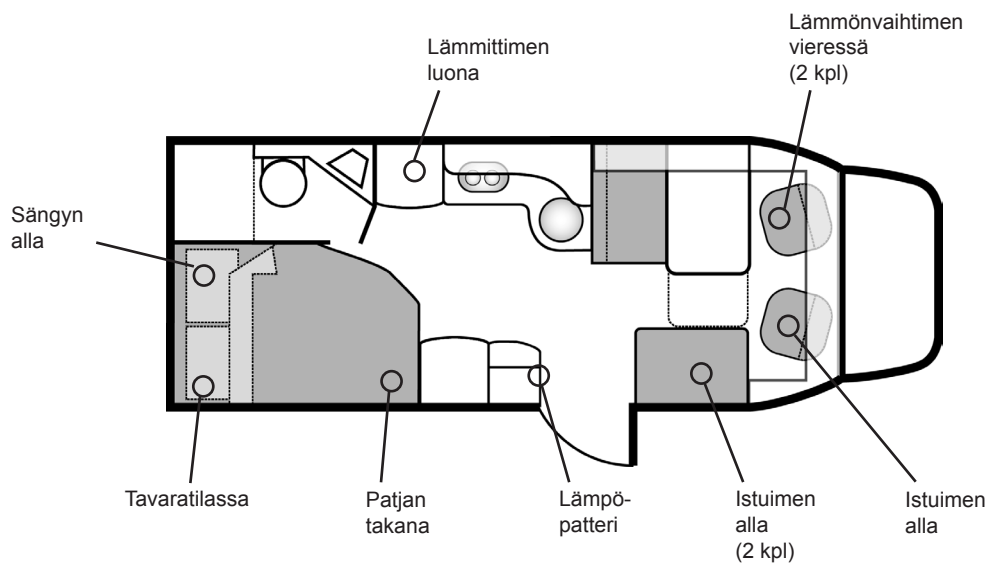 Lämmönvaihtimen
vieressä
(2 kpl)
Lämmittimen
luona
Sängyn
alla
Tavaratilassa
Patjan
takana
Lämpö-
patteri
Istuimen
alla
(2 kpl)
Istuimen
alla